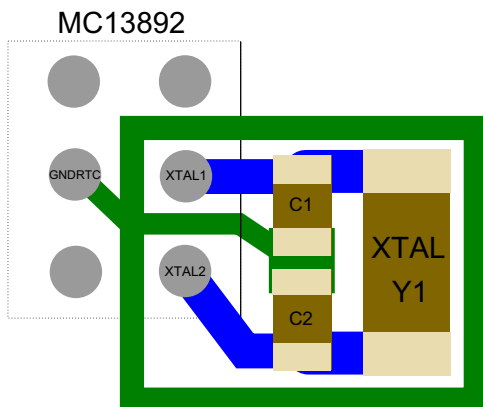 MC13892
GNDRTC
XTAL1
C1
XTAL
Y1
XTAL2
C2